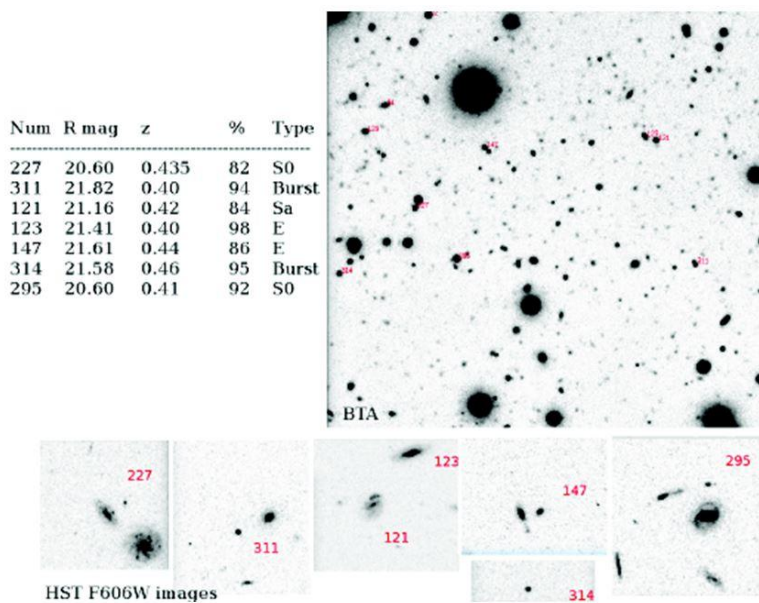 Num R mag z % Type
227 20.60 0.435 82 S0
311 21.82 0.40 94 Burst
121 21.16 0.42 84 Sa
123 21.41 0.40 98 E
147 21.61 0.44 86 E
314 21.58 0.46 95 Burst
295 20.60 0.41 92 S0
BTA
227
311
123
121
147
314
295
HST F606W images